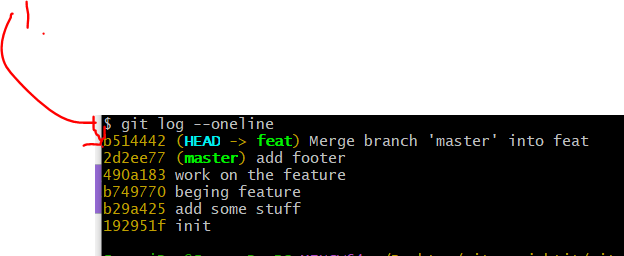 1.
$ git log --oneline
b514442 (HEAD -> feat) Merge branch 'master' into feat
2d2ee77 (master) add footer
490a183 work on the feature
b749770 beging feature
b29a425 add some stuff
192951f init